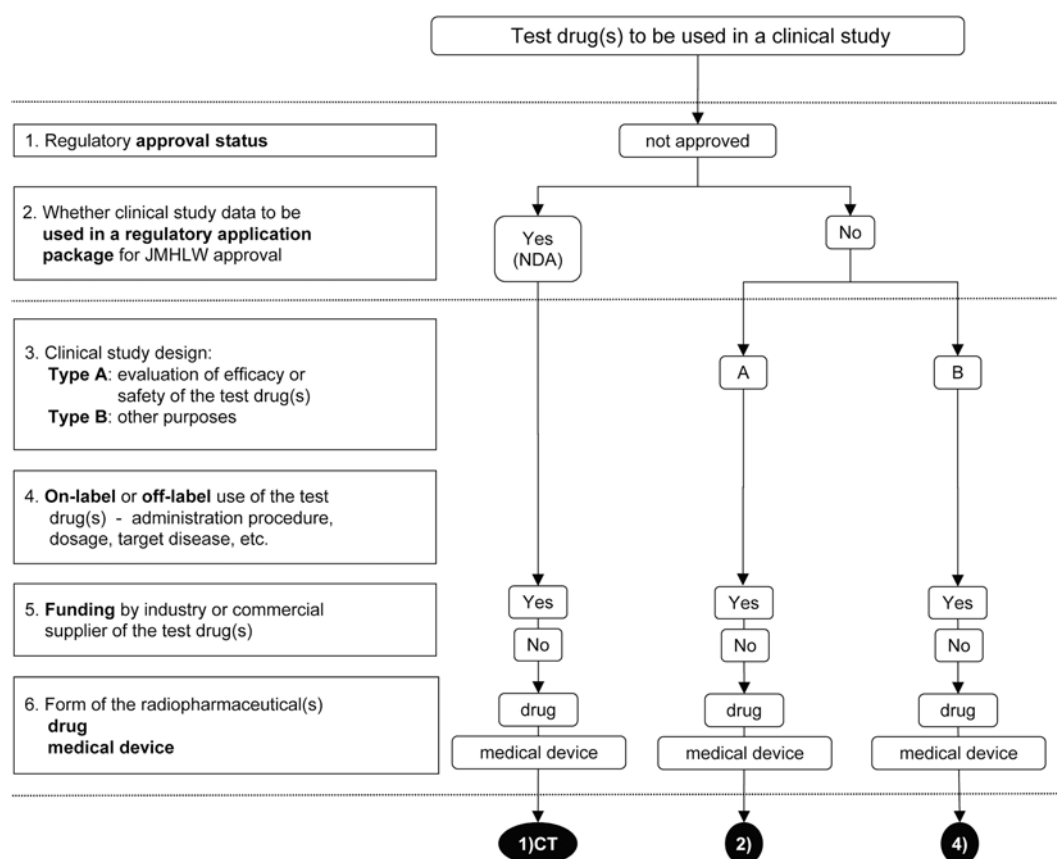 Test drug(s) to be used in a clinical study
1. Regulatory approval status
not approved
2. Whether clinical study data to be
used in a regulatory application
package for JMHLW approval
Yes
(NDA)
No
3. Clinical study design:
Type A: evaluation of efficacy or
safety of the test drug(s)
Type B: other purposes
A
B
4. On-label or off-label use of the test
drug(s) - administration procedure,
dosage, target disease, etc.
5. Funding by industry or commercial
supplier of the test drug(s)
Yes
Yes
Yes
No
No
No
6. Form of the radiopharmaceutical(s)
drug
medical device
drug
drug
drug
medical device
medical device
medical device
1)CT
2)
4)